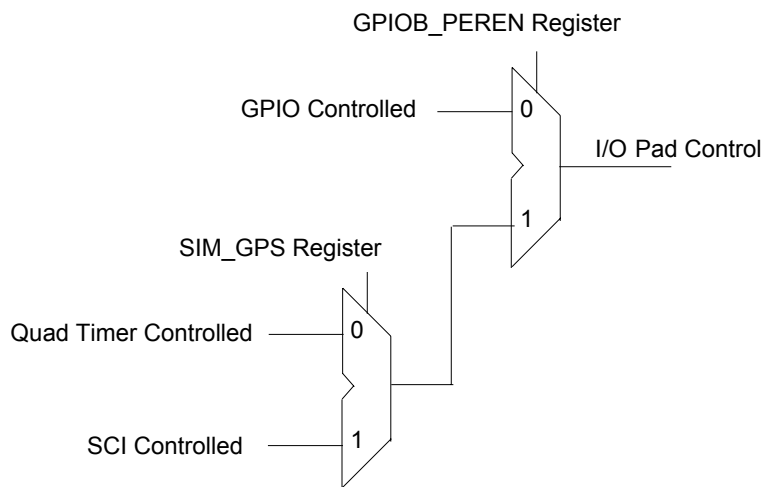 GPIOB_PEREN Register
GPIO Controlled
0
I/O Pad Control
1
SIM_GPS Register
Quad Timer Controlled
0
SCI Controlled
1